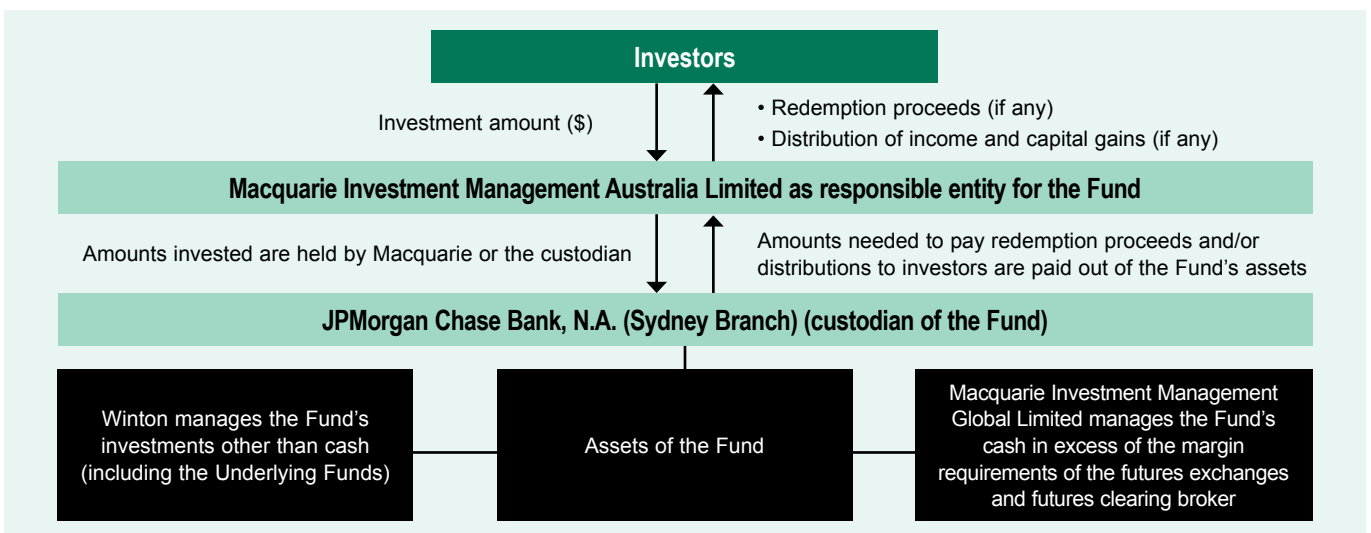 Investors
Investment amount ($)
• Redemption proceeds (if any)
• Distribution of income and capital gains (if any)
Macquarie Investment Management Australia Limited as responsible entity for the Fund
Amounts invested are held by Macquarie or the custodian
Amounts needed to pay redemption proceeds and/or
distributions to investors are paid out of the Fund’s assets
JPMorgan Chase Bank, N.A. (Sydney Branch) (custodian of the Fund)
Winton manages the Fund’s
investments other than cash
(including the Underlying Funds)
Assets of the Fund
Macquarie Investment Management
Global Limited manages the Fund’s
cash in excess of the margin
requirements of the futures exchanges
and futures clearing broker